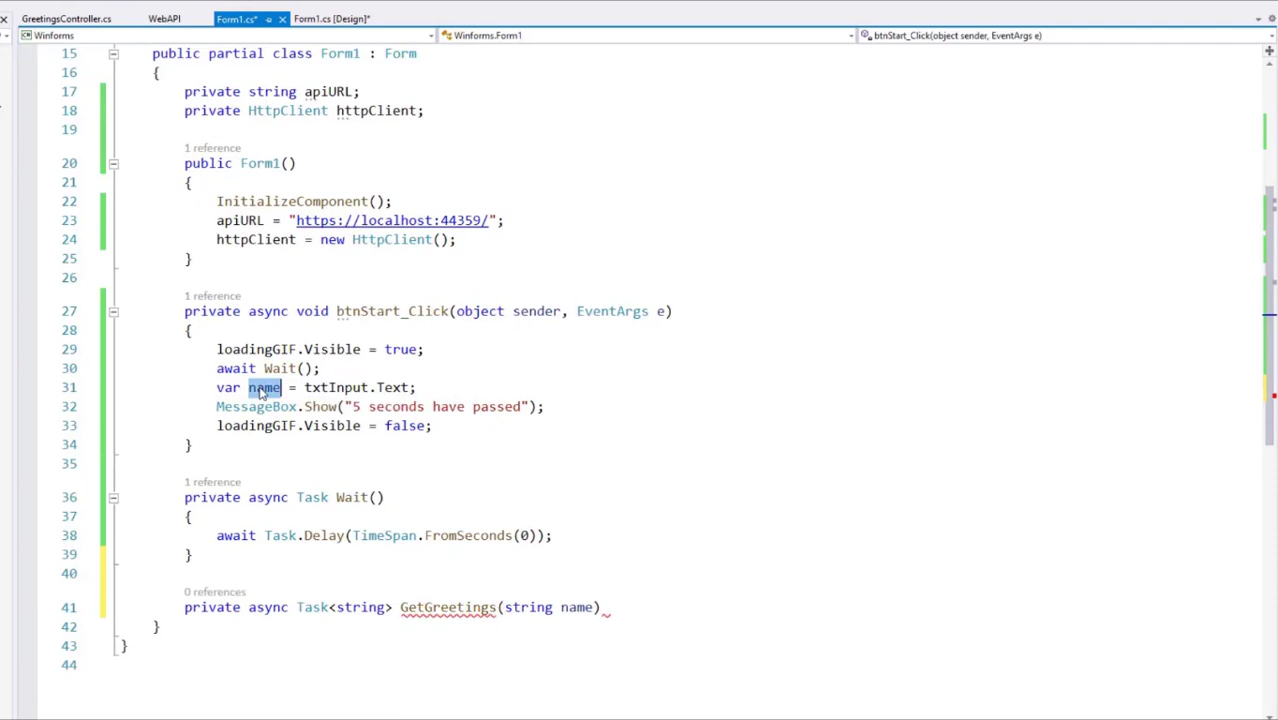 GreetingsController.cs WebAPI Form1.cs* Form1.cs [Design]*
Winforms Winforms.Form1 btnStart_Click(object sender, EventArgs e)
15 public partial class Form1 : Form
16 {
17 private string apiURL;
18 private HttpClient httpClient;
19
1 reference
20 public Form1()
21 {
22 InitializeComponent();
23 apiURL = "https://localhost:44359/";
24 httpClient = new HttpClient();
25 }
26
1 reference
27 private async void btnStart_Click(object sender, EventArgs e)
28 {
29 loadingGIF.Visible = true;
30 await Wait();
31 var name = txtInput.Text;
32 MessageBox.Show("5 seconds have passed");
33 loadingGIF.Visible = false;
34 }
35
1 reference
36 private async Task Wait()
37 {
38 await Task.Delay(TimeSpan.FromSeconds(0));
39 }
40
0 references
41 private async Task<string> GetGreetings(string name)
42 }
43 }
44